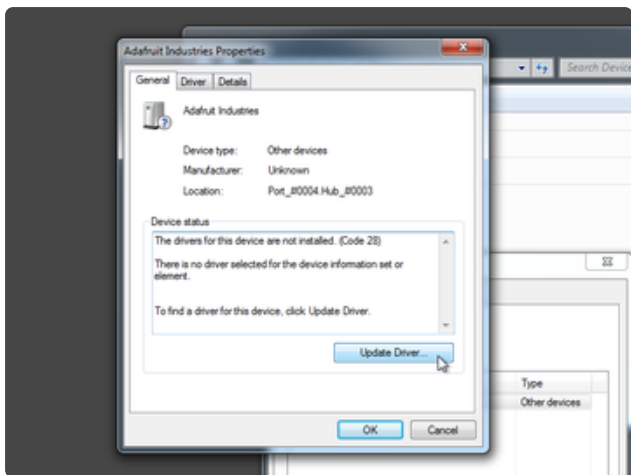 Adafruit Industries Properties
Search Device
General Driver Details
Adafruit Industries
Device type: Other devices
Manufacturer: Unknown
Location: Port_#0004.Hub_#0003
Device status
The drivers for this device are not installed. (Code 28)
There is no driver selected for the device information set or
element.
To find a driver for this device, click Update Driver.
Update Driver...
Type
Other devices
OK Cancel